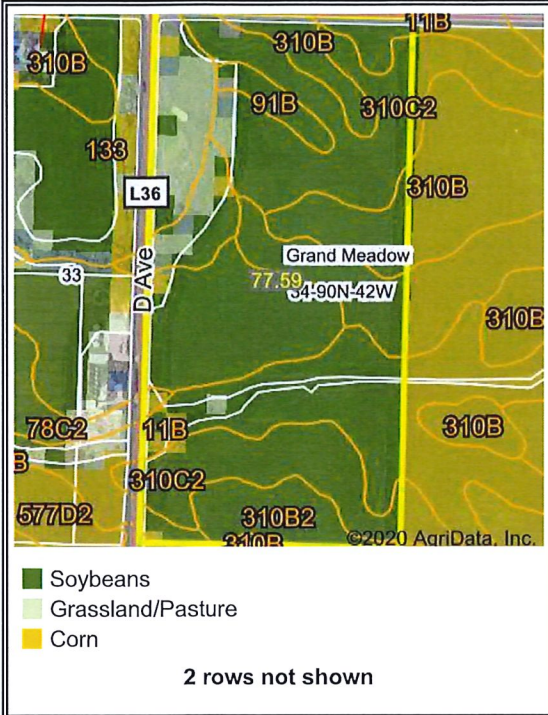 11B
310B
310B
91B
310C2
133
L36
310B
D Ave
Grand Meadow
33
77.59
34-90N-42W
310B
78C2
11B
310B
B
310C2
577D2
310B2
310B
©2020 AgriData, Inc.
Soybeans
Grassland/Pasture
Corn
2 rows not shown